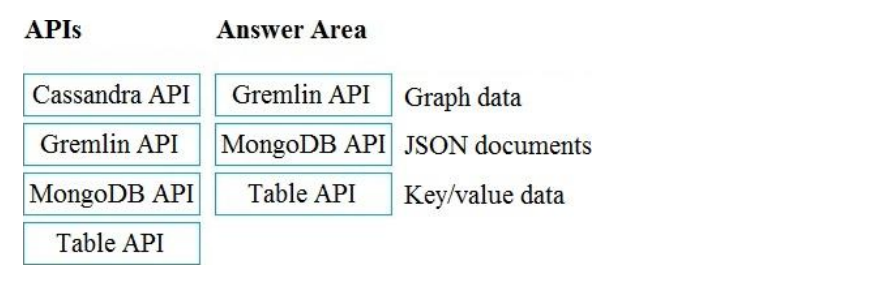 APIs Answer Area
Cassandra API Gremlin API Graph data
Gremlin API MongoDB API JSON documents
MongoDB API Table API Key/value data
Table API